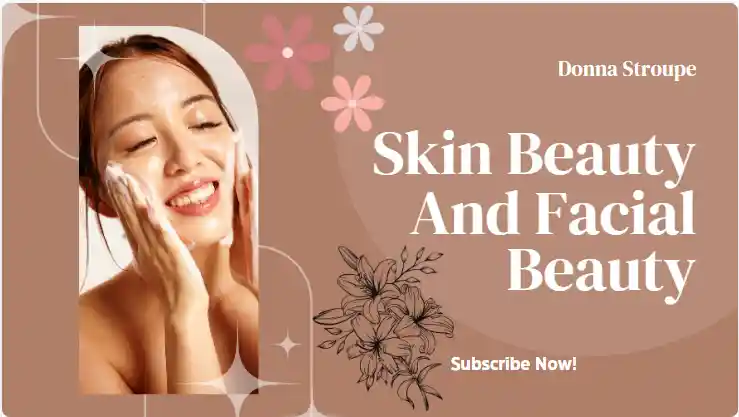 Donna Stroupe
Skin Beauty
And Facial
Beauty
Subscribe Now!